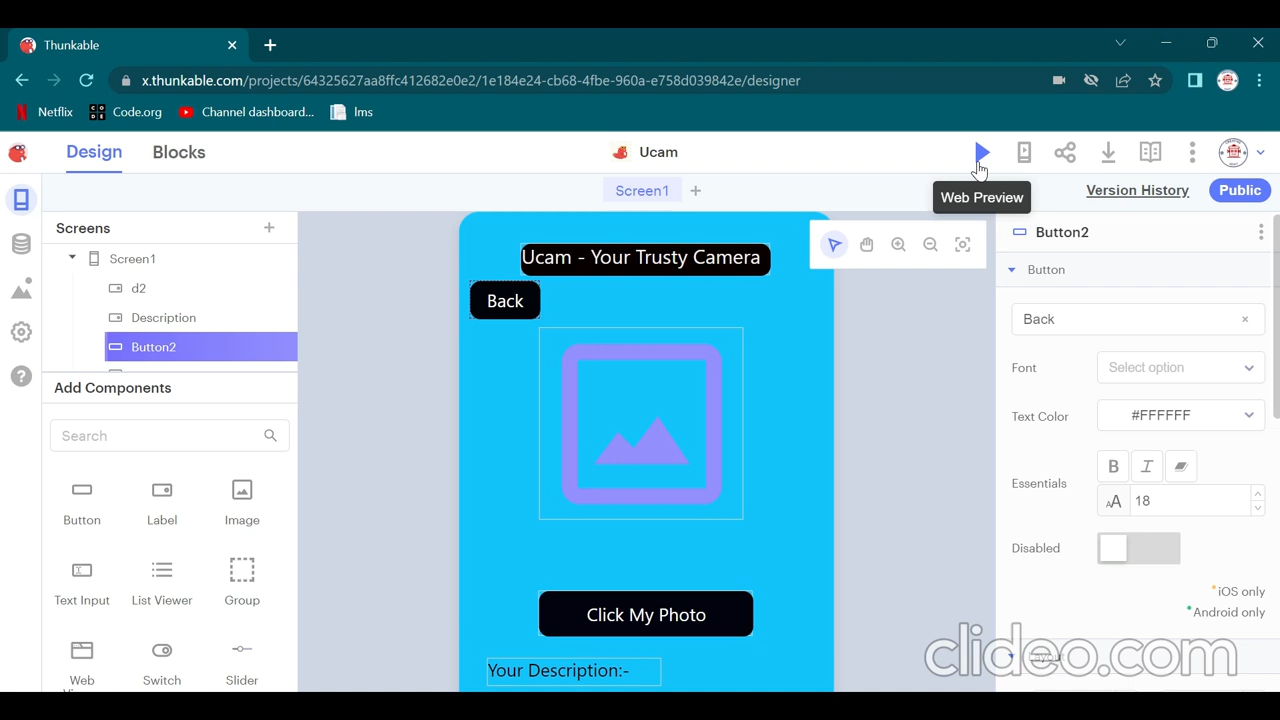 Thunkable
x.thunkable.com/projects/64325627aa8ffc412682e0e2/1e184e24-cb68-4fbe-960a-e758d039842e/designer
Netflix
Code.org
Channel dashboard...
lms
Design
Blocks
Ucam
Web Preview
Screen1
Version History
Public
Screens
Screen1
d2
Description
Button2
Add Components
Search
Button
Label
Image
Text Input
List Viewer
Group
Web
Switch
Slider
Ucam - Your Trusty Camera
Back
Click My Photo
Your Description:-
Button2
Button
Back
Font
Select option
Text Color
#FFFFFF
Essentials
B
I
AA
18
Disabled
*iOS only
*Android only
Layout
clideo.com